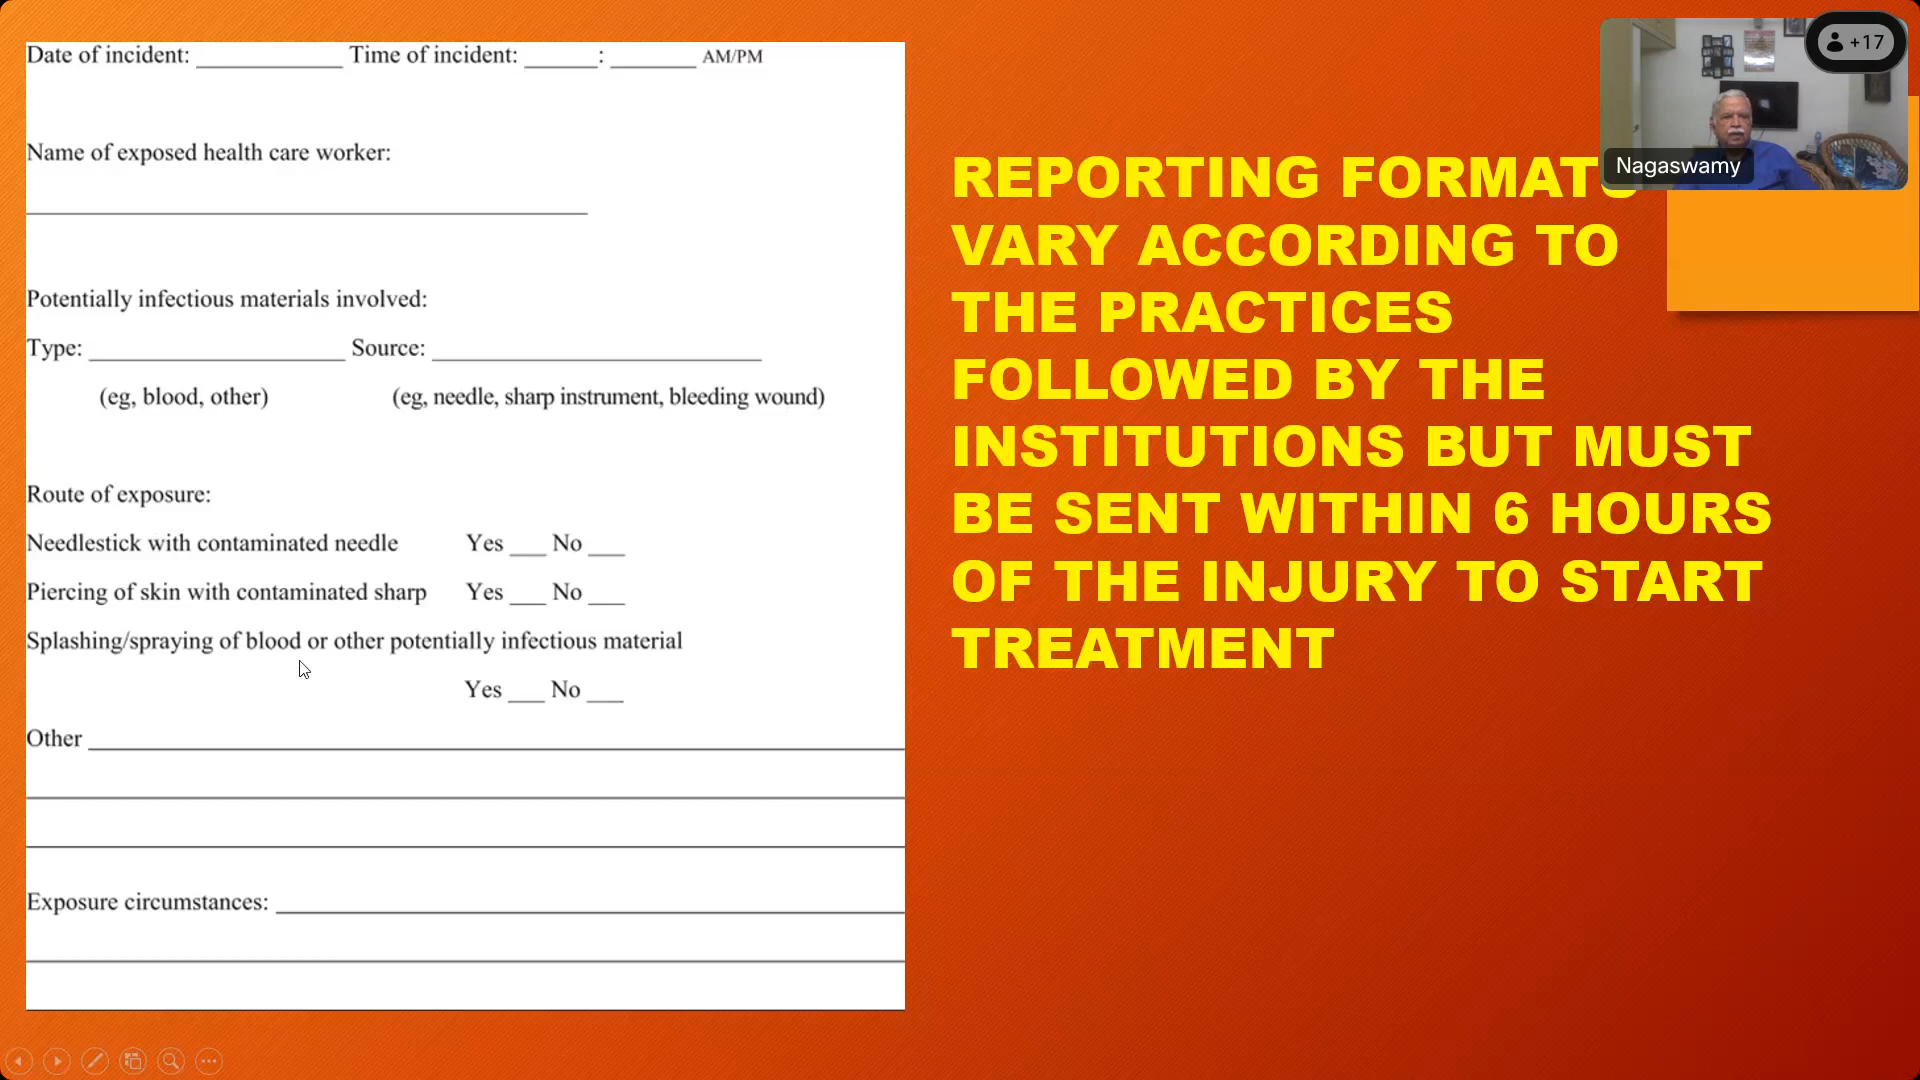 Date of incident: ____________ Time of incident: ______: _______ AM/PM
Name of exposed health care worker:
Potentially infectious materials involved:
Type: _____________________ Source: ___________________________
(eg, blood, other) (eg, needle, sharp instrument, bleeding wound)
Route of exposure:
Needlestick with contaminated needle Yes ___ No ___
Piercing of skin with contaminated sharp Yes ___ No ___
Splashing/spraying of blood or other potentially infectious material
Yes ___ No ___
Other
Exposure circumstances:
REPORTING FORMATS
VARY ACCORDING TO
THE PRACTICES
FOLLOWED BY THE
INSTITUTIONS BUT MUST
BE SENT WITHIN 6 HOURS
OF THE INJURY TO START
TREATMENT
+17
Nagaswamy